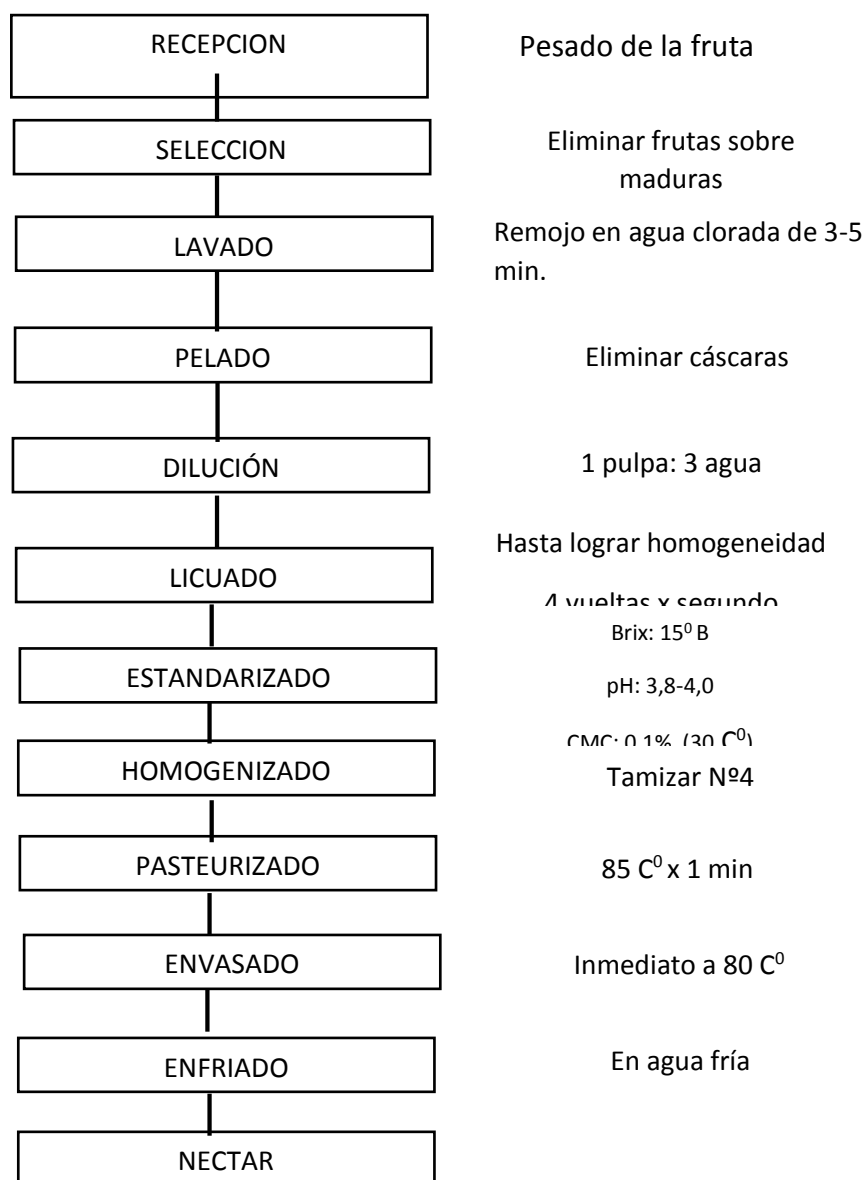 RECEPCION
Pesado de la fruta
SELECCION
Eliminar frutas sobre
maduras
LAVADO
Remojo en agua clorada de 3-5
min.
PELADO
Eliminar cáscaras
DILUCIÓN
1 pulpa: 3 agua
LICUADO
Hasta lograr homogeneidad
4 vueltas x segundo
ESTANDARIZADO
Brix: 15⁰ B
pH: 3,8-4,0
CMC: 0.1% (30 C⁰)
HOMOGENIZADO
Tamizar Nº4
PASTEURIZADO
85 C⁰ x 1 min
ENVASADO
Inmediato a 80 C⁰
ENFRIADO
En agua fría
NECTAR